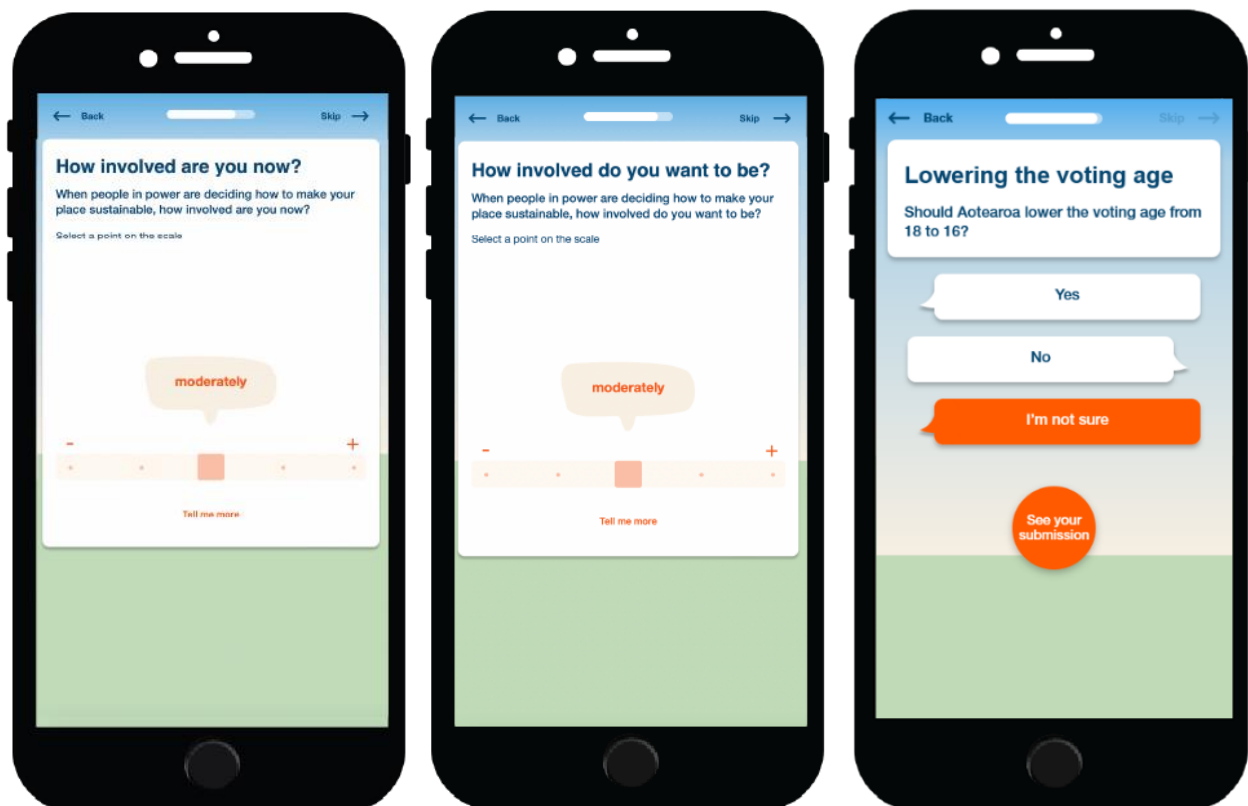 Back
Skip
How involved are you now?
When people in power are deciding how to make your
place sustainable, how involved are you now?
Select a point on the scale
moderately
- +
Tell me more
Back
Skip
How involved do you want to be?
When people in power are deciding how to make your
place sustainable, how involved do you want to be?
Select a point on the scale
moderately
- +
Tell me more
Back
Skip
Lowering the voting age
Should Aotearoa lower the voting age from
18 to 16?
Yes
No
I'm not sure
See your
submission